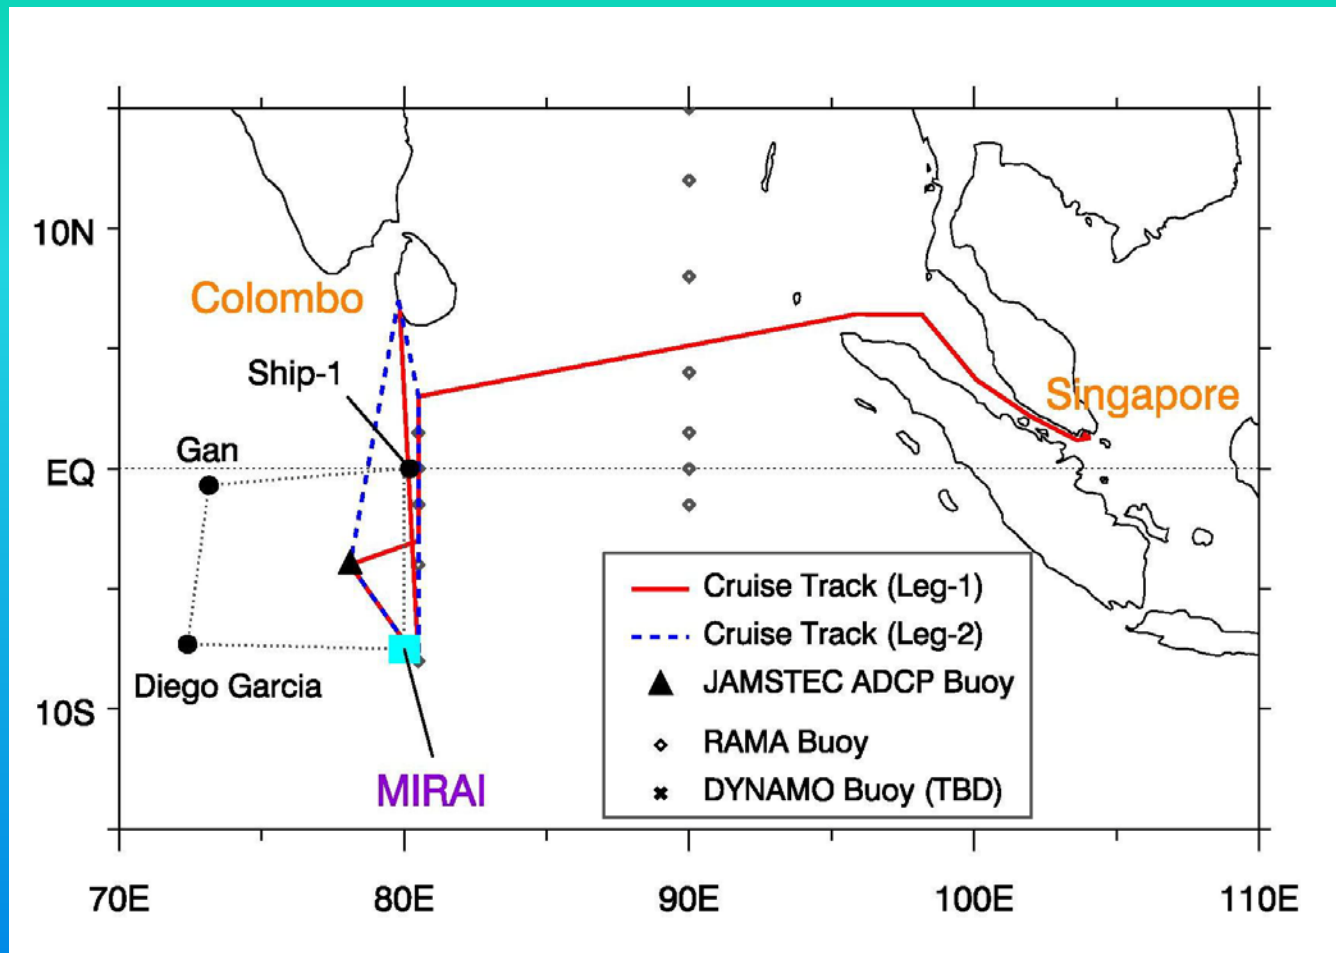 10N
Colombo
Ship-1
Singapore
Gan
EQ
Cruise Track (Leg-1)
Cruise Track (Leg-2)
Diego Garcia
JAMSTEC ADCP Buoy
10S
RAMA Buoy
MIRAI
DYNAMO Buoy (TBD)
70E 80E 90E 100E 110E